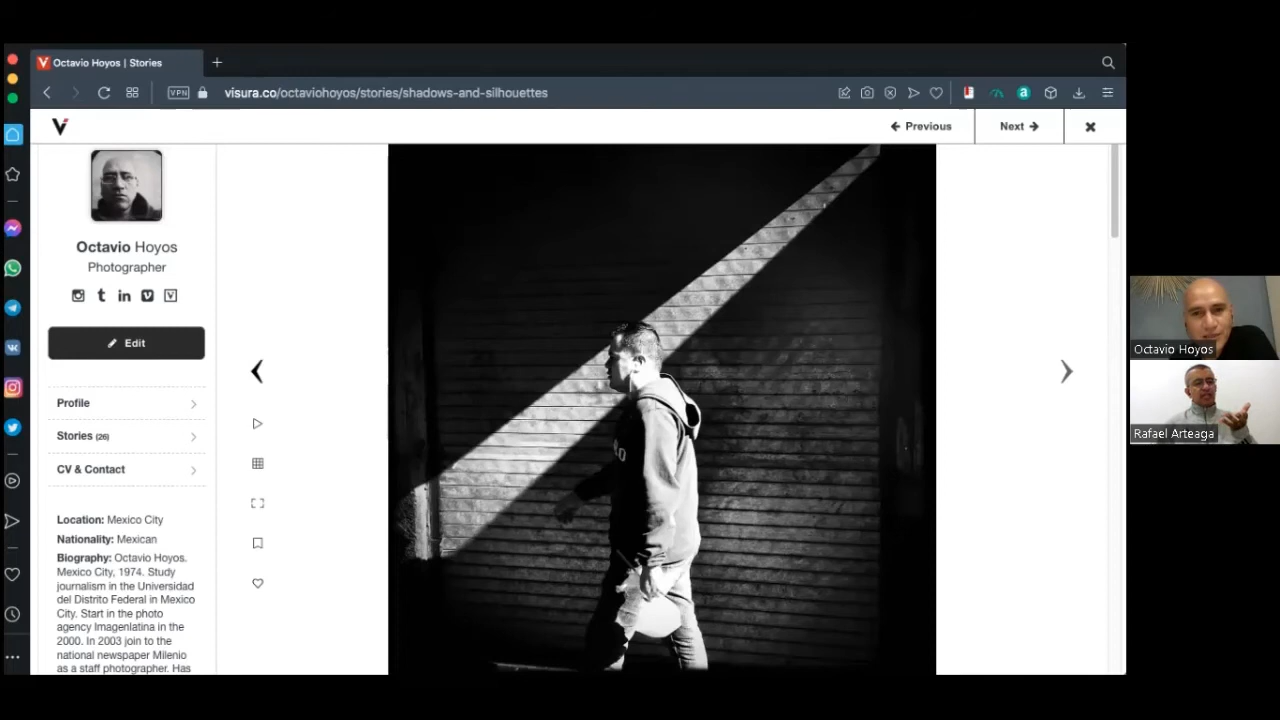 Octavio Hoyos | Stories
VPN
visura.co/octaviohoyos/stories/shadows-and-silhouettes
Previous
Next
Octavio Hoyos
Photographer
Edit
Profile
Stories (26)
CV & Contact
Location: Mexico City
Nationality: Mexican
Biography: Octavio Hoyos.
Mexico City, 1974. Study
journalism in the Universidad
del Distrito Federal in Mexico
City. Start in the photo
agency Imagenlatina in the
2000. In 2003 join to the
national newspaper Milenio
as a staff photographer. Has
Octavio Hoyos
Rafael Arteaga